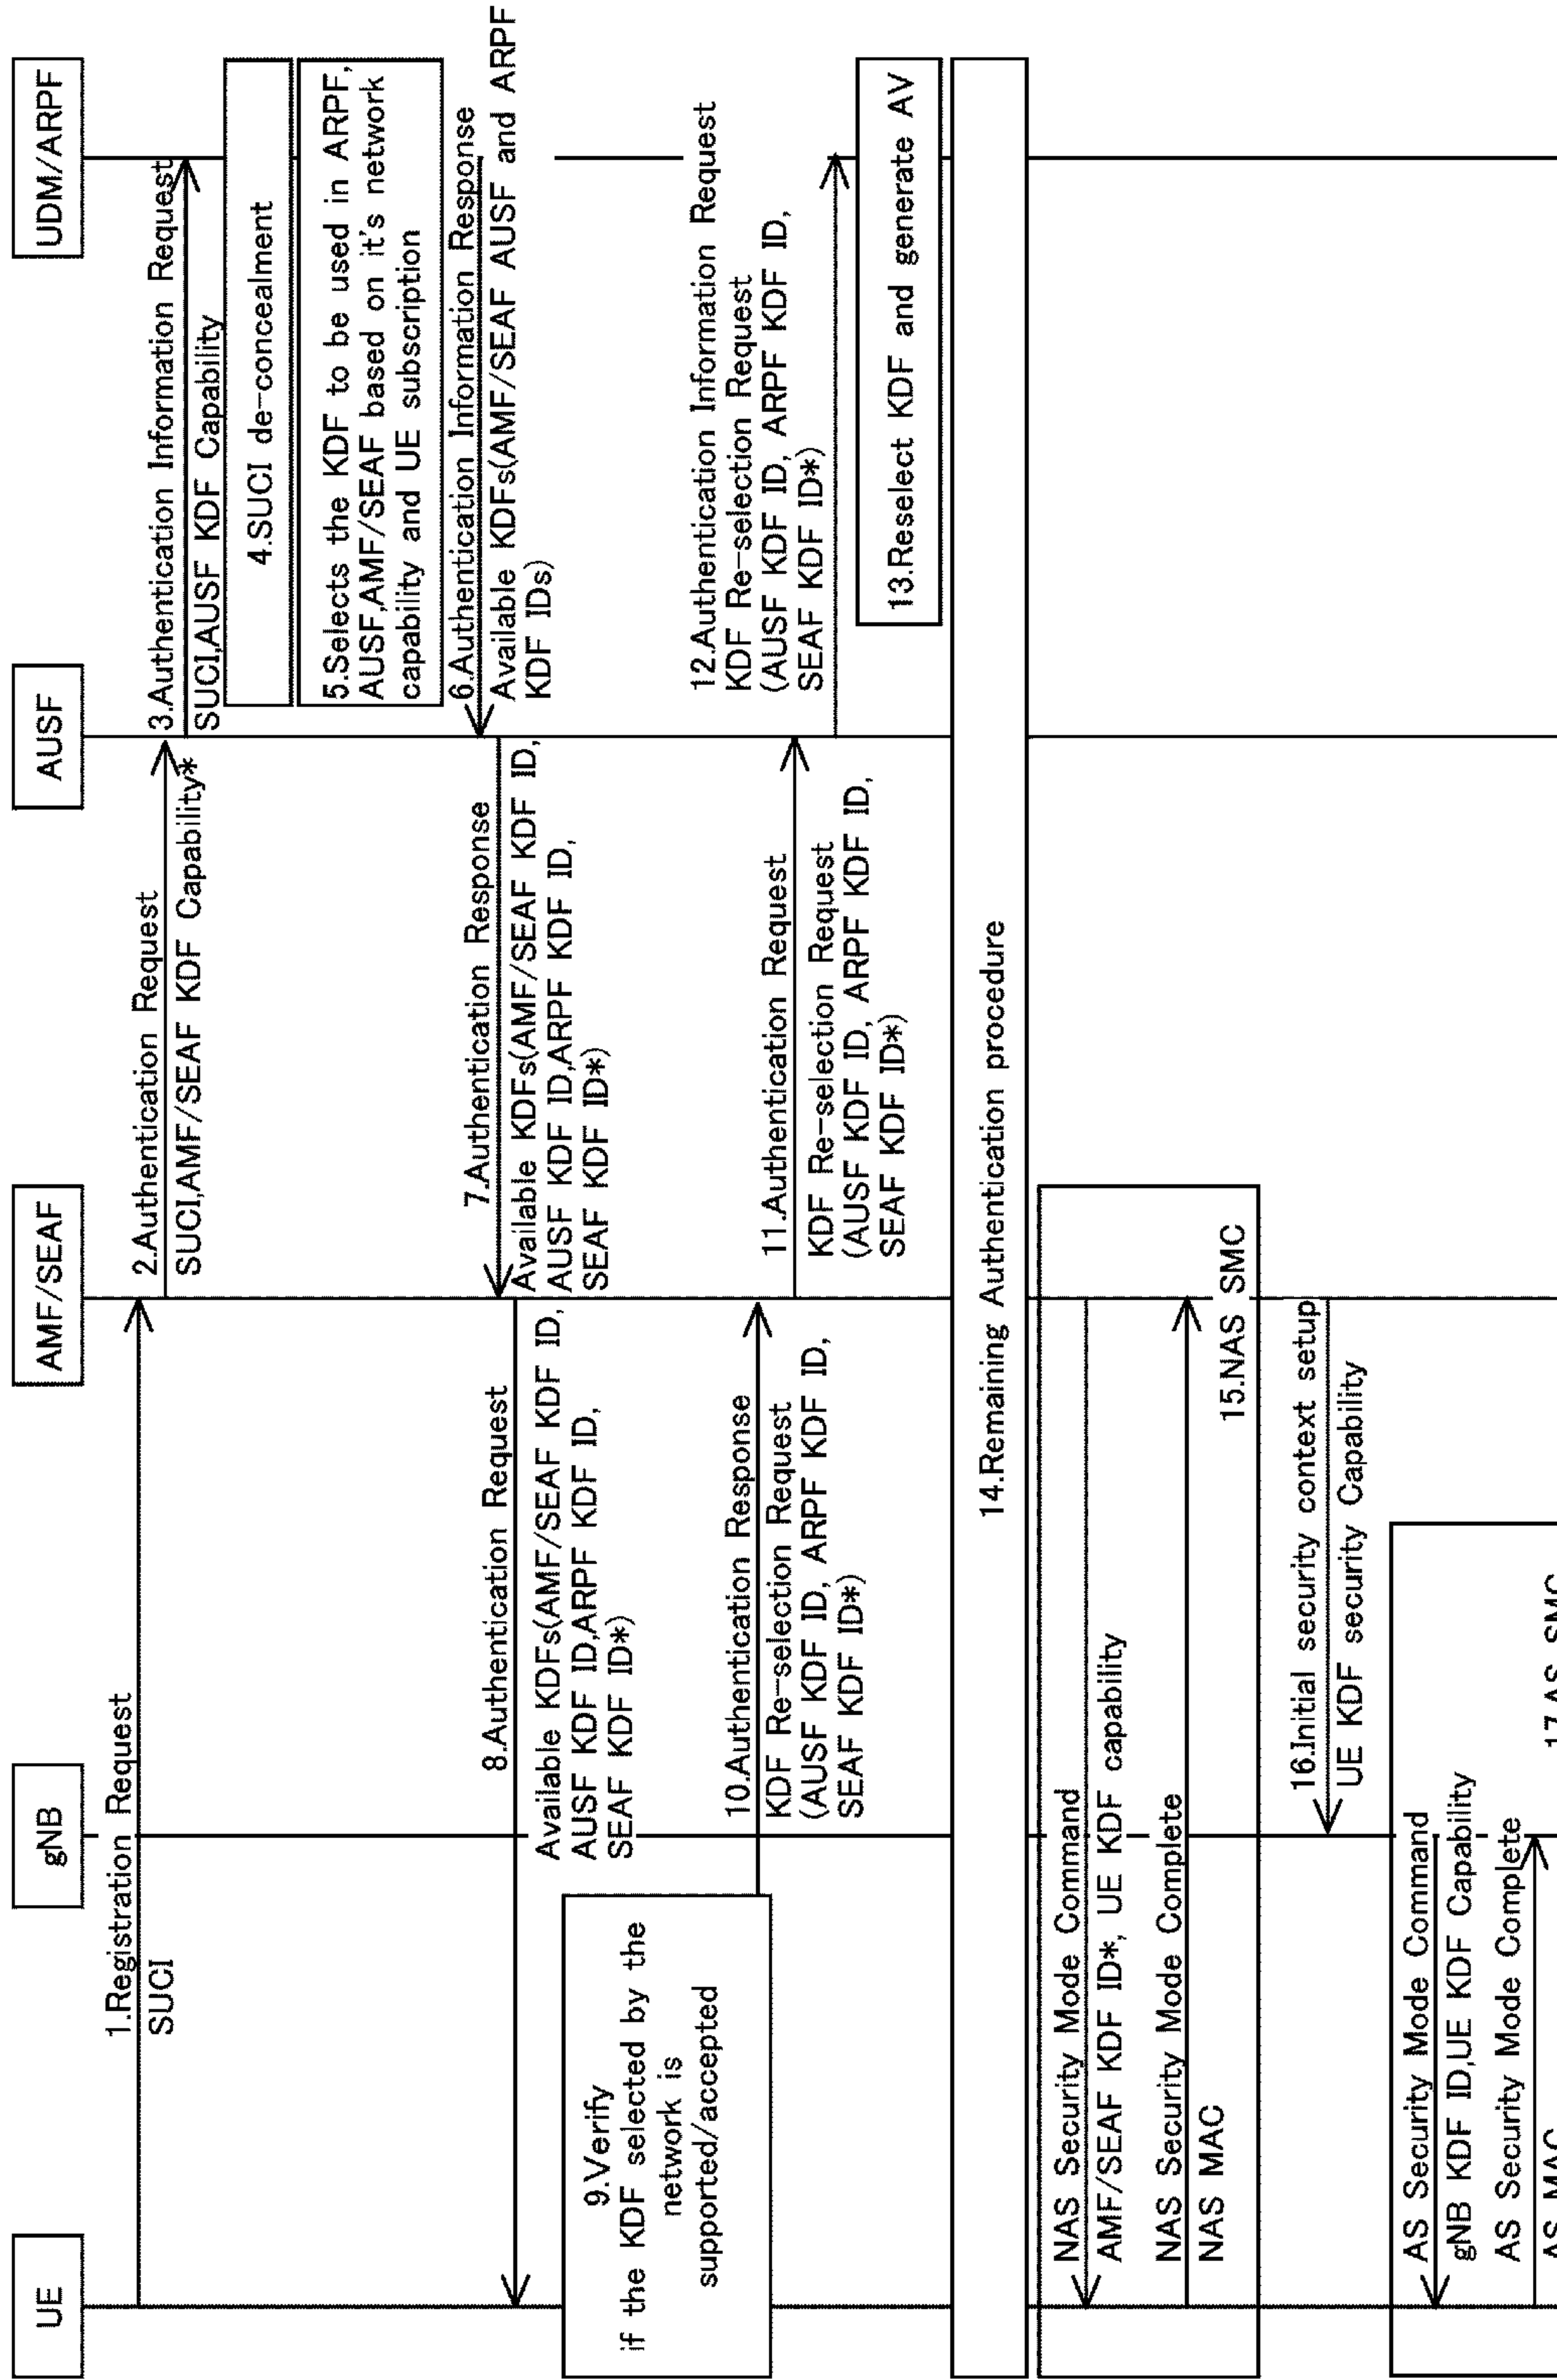 UE
gNB
AMF/SEAF
AUSF
UDM/ARPF
1.Registration Request
SUCI
2.Authentication Request
SUCI,AMF/SEAF KDF Capability*
3.Authentication Information Request
SUCI,AUSF KDF Capability
4.SUCI de-concealment
5.Selects the KDF to be used in ARPF,
AUSF,AMF/SEAF based on it's network
capability and UE subscription
6.Authentication Information Response
Available KDFs(AMF/SEAF AUSF and ARPF
KDF IDs)
7.Authentication Response
Available KDFs(AMF/SEAF KDF ID,
AUSF KDF ID,ARPF KDF ID,
SEAF KDF ID*)
8.Authentication Request
Available KDFs(AMF/SEAF KDF ID,
AUSF KDF ID,ARPF KDF ID,
SEAF KDF ID*)
9.Verify
if the KDF selected by the
network is
supported/accepted
10.Authentication Response
KDF Re-selection Request
(AUSF KDF ID, ARPF KDF ID,
SEAF KDF ID*)
11.Authentication Request
KDF Re-selection Request
(AUSF KDF ID, ARPF KDF ID,
SEAF KDF ID*)
12.Authentication Information Request
KDF Re-selection Request
(AUSF KDF ID, ARPF KDF ID,
SEAF KDF ID*)
13.Reselect KDF and generate AV
14.Remaining Authentication procedure
NAS Security Mode Command
AMF/SEAF KDF ID*, UE KDF capability
NAS Security Mode Complete
NAS MAC
15.NAS SMC
16.Initial security context setup
UE KDF security Capability
AS Security Mode Command
gNB KDF ID,UE KDF Capability
AS Security Mode Complete
AS MAC
17.AS SMC